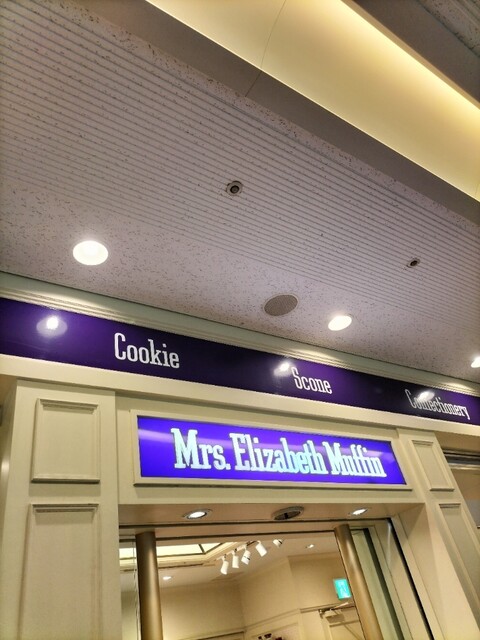 Cookie
Scone
Confectionery
Mrs. Elizabeth Muffin